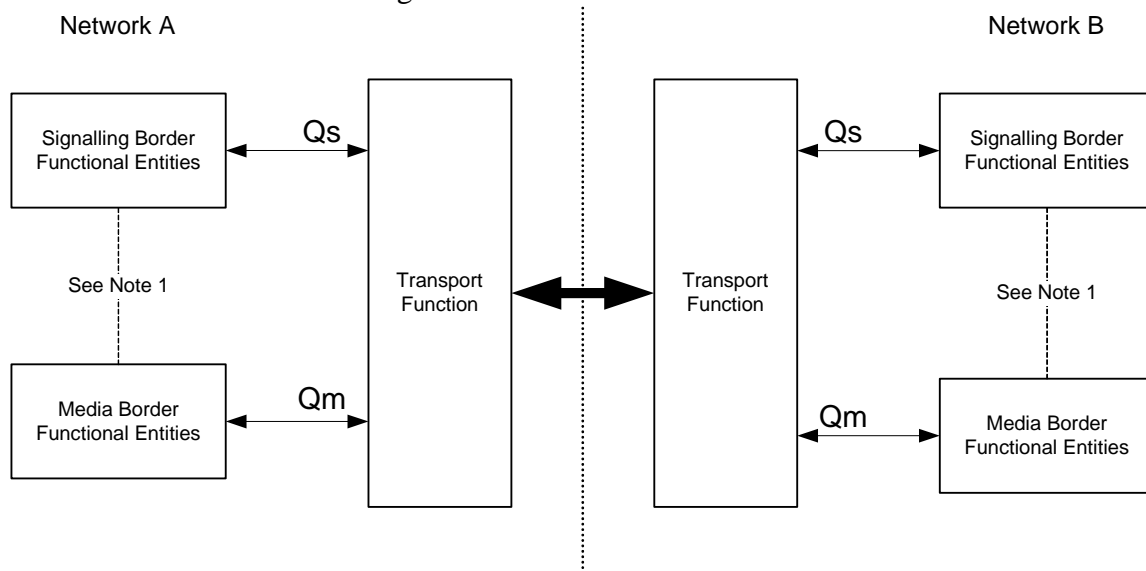 Network A
Network B
Signalling Border
Functional Entities
Qs
Qs
Signalling Border
Functional Entities
See Note 1
Transport
Function
Transport
Function
See Note 1
Media Border
Functional Entities
Qm
Qm
Media Border
Functional Entities